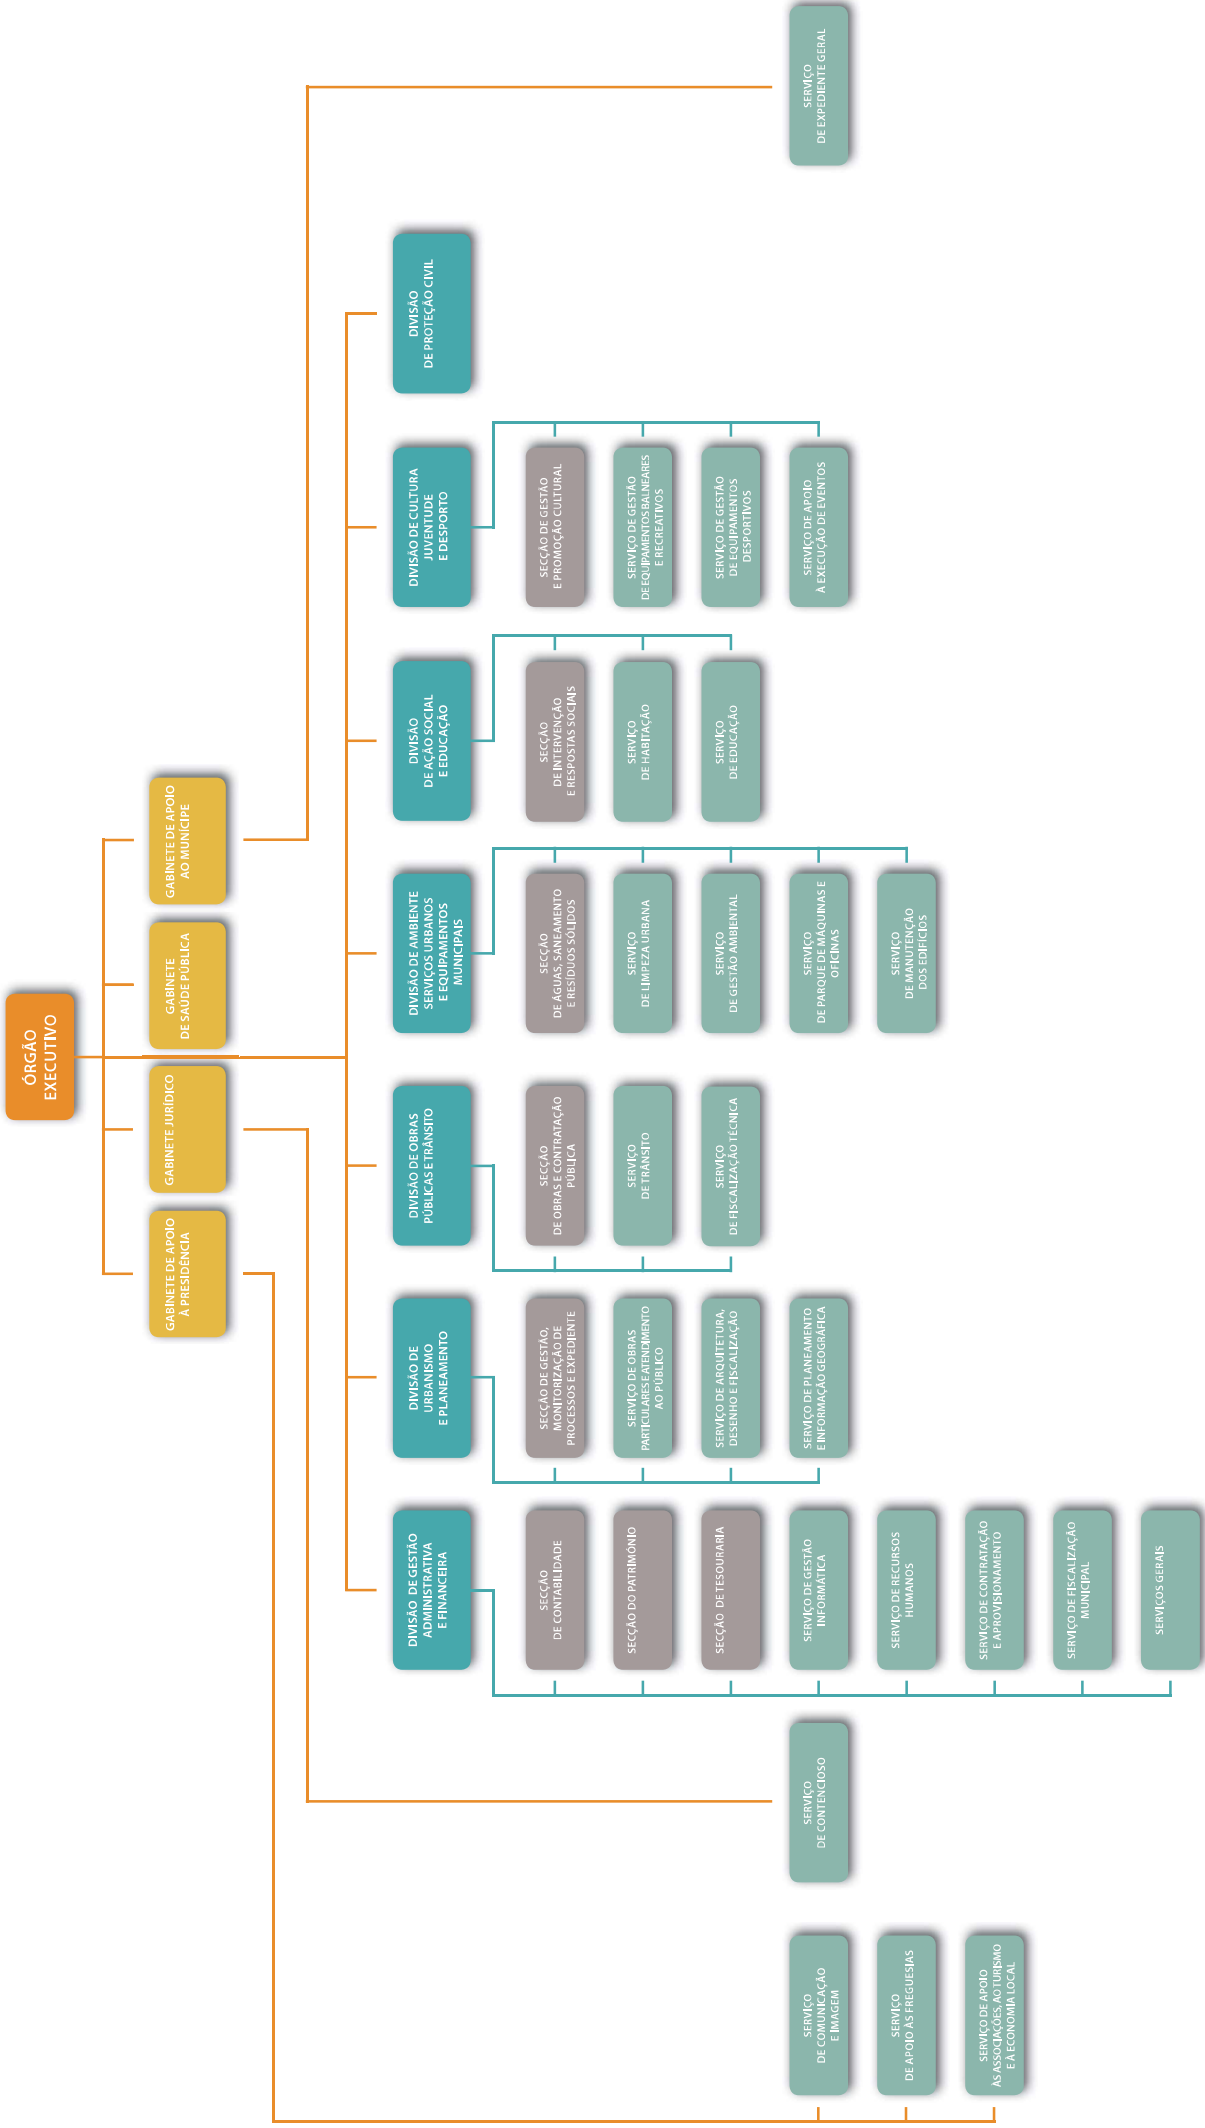 ÓRGÃO
EXECUTIVO
GABINETE DE APOIO
À PRESIDÊNCIA
GABINETE JURÍDICO
GABINETE
DE SAÚDE PÚBLICA
GABINETE DE APOIO
AO MUNÍCIPE
DIVISÃO DE GESTÃO
ADMINISTRATIVA
E FINANCEIRA
DIVISÃO DE
URBANISMO
E PLANEAMENTO
DIVISÃO DE OBRAS
PÚBLICAS E TRÂNSITO
DIVISÃO DE AMBIENTE
SERVIÇOS URBANOS
E EQUIPAMENTOS
MUNICIPAIS
DIVISÃO
DE AÇÃO SOCIAL
E EDUCAÇÃO
DIVISÃO DE CULTURA
JUVENTUDE
E DESPORTO
DIVISÃO
DE PROTEÇÃO CIVIL
SERVIÇO
DE COMUNICAÇÃO
E IMAGEM
SERVIÇO
DE APOIO ÀS FREGUESIAS
SERVIÇO DE APOIO
ÀS ASSOCIAÇÕES, AO TURISMO
E À ECONOMIA LOCAL
SERVIÇO
DE CONTENCIOSO
SECÇÃO
DE CONTABILIDADE
SECÇÃO DO PATRIMÓNIO
SECÇÃO DE TESOURARIA
SERVIÇO DE GESTÃO
INFORMÁTICA
SERVIÇO DE RECURSOS
HUMANOS
SERVIÇO DE CONTRATAÇÃO
E APROVISIONAMENTO
SERVIÇO DE FISCALIZAÇÃO
MUNICIPAL
SERVIÇOS GERAIS
SECÇÃO DE GESTÃO,
MONITORIZAÇÃO DE
PROCESSOS E EXPEDIENTE
SERVIÇO DE OBRAS
PARTICULARES E ATENDIMENTO
AO PÚBLICO
SERVIÇO DE ARQUITETURA,
DESENHO E FISCALIZAÇÃO
SERVIÇO DE PLANEAMENTO
E INFORMAÇÃO GEOGRÁFICA
SECÇÃO
DE OBRAS E CONTRATAÇÃO
PÚBLICA
SERVIÇO
DE TRÂNSITO
SERVIÇO
DE FISCALIZAÇÃO TÉCNICA
SECÇÃO
DE ÁGUAS, SANEAMENTO
E RESÍDUOS SÓLIDOS
SERVIÇO
DE LIMPEZA URBANA
SERVIÇO
DE GESTÃO AMBIENTAL
SERVIÇO
DE PARQUE DE MÁQUINAS E
OFICINAS
SERVIÇO
DE MANUTENÇÃO
DOS EDIFÍCIOS
SECÇÃO
DE INTERVENÇÃO
E RESPOSTAS SOCIAIS
SERVIÇO
DE HABITAÇÃO
SERVIÇO
DE EDUCAÇÃO
SECÇÃO DE GESTÃO
E PROMOÇÃO CULTURAL
SERVIÇO DE GESTÃO
DE EQUIPAMENTOS BALNEARES
E RECREATIVOS
SERVIÇO DE GESTÃO
DE EQUIPAMENTOS
DESPORTIVOS
SERVIÇO DE APOIO
À EXECUÇÃO DE EVENTOS
SERVIÇO
DE EXPEDIENTE GERAL